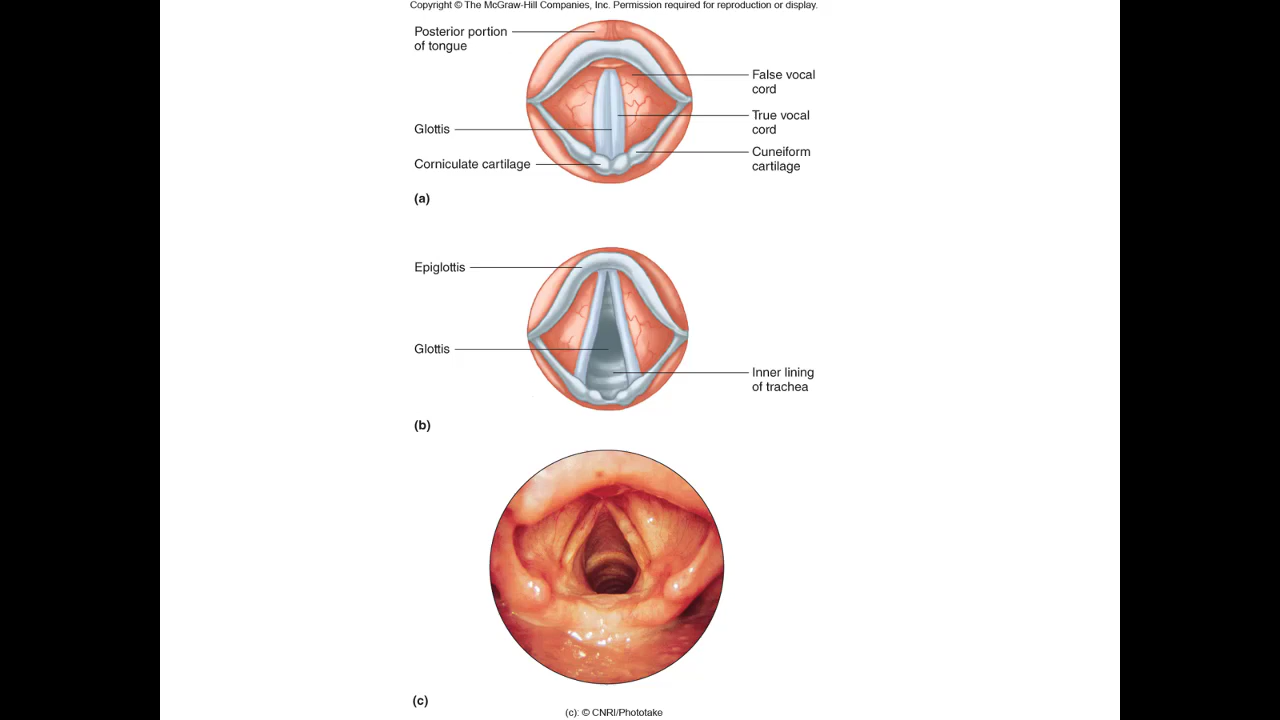 Copyright © The McGraw-Hill Companies, Inc. Permission required for reproduction or display.
Posterior portion
of tongue
False vocal
cord
True vocal
cord
Glottis
Cuneiform
cartilage
Corniculate cartilage
(a)
Epiglottis
Glottis
Inner lining
of trachea
(b)
(c)
(c): © CNRI/Phototake